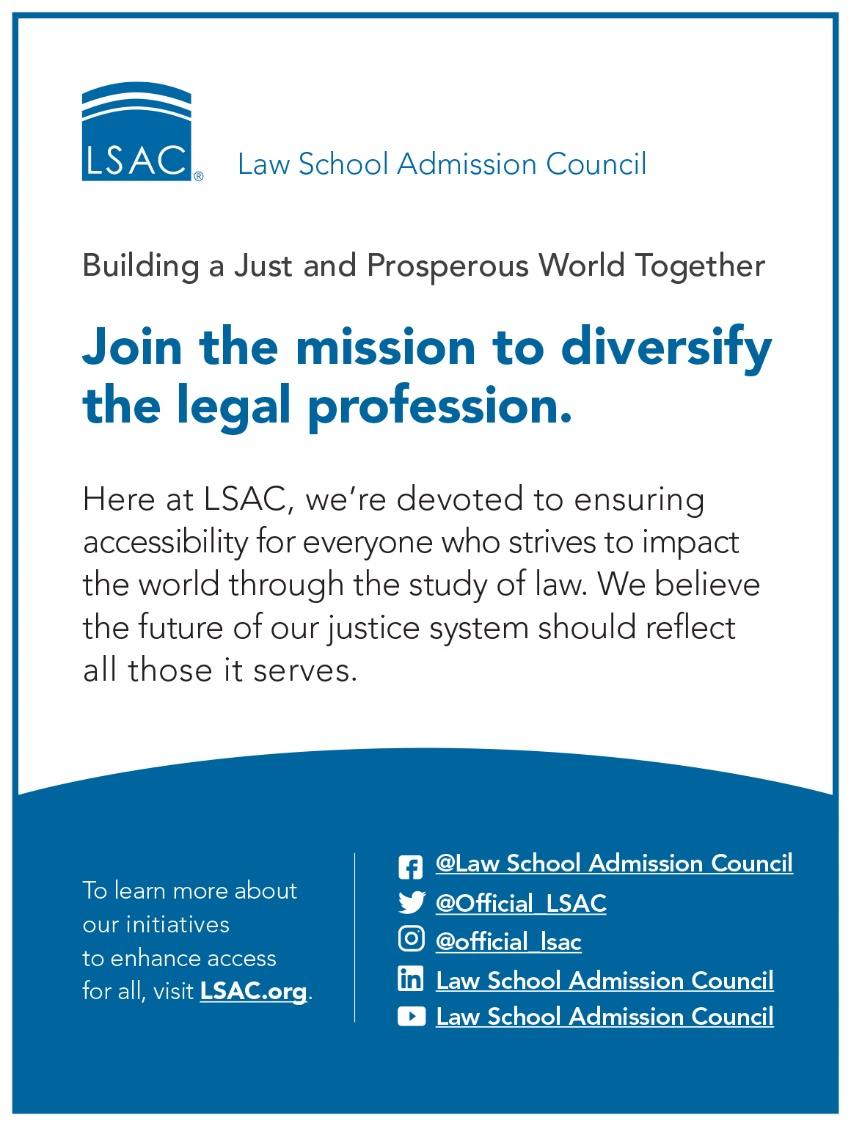 LSAC®
Law School Admission Council
Building a Just and Prosperous World Together
Join the mission to diversify
the legal profession.
Here at LSAC, we’re devoted to ensuring
accessibility for everyone who strives to impact
the world through the study of law. We believe
the future of our justice system should reflect
all those it serves.
To learn more about
our initiatives
to enhance access
for all, visit LSAC.org.
@Law School Admission Council
@Official_LSAC
@official_lsac
Law School Admission Council
Law School Admission Council